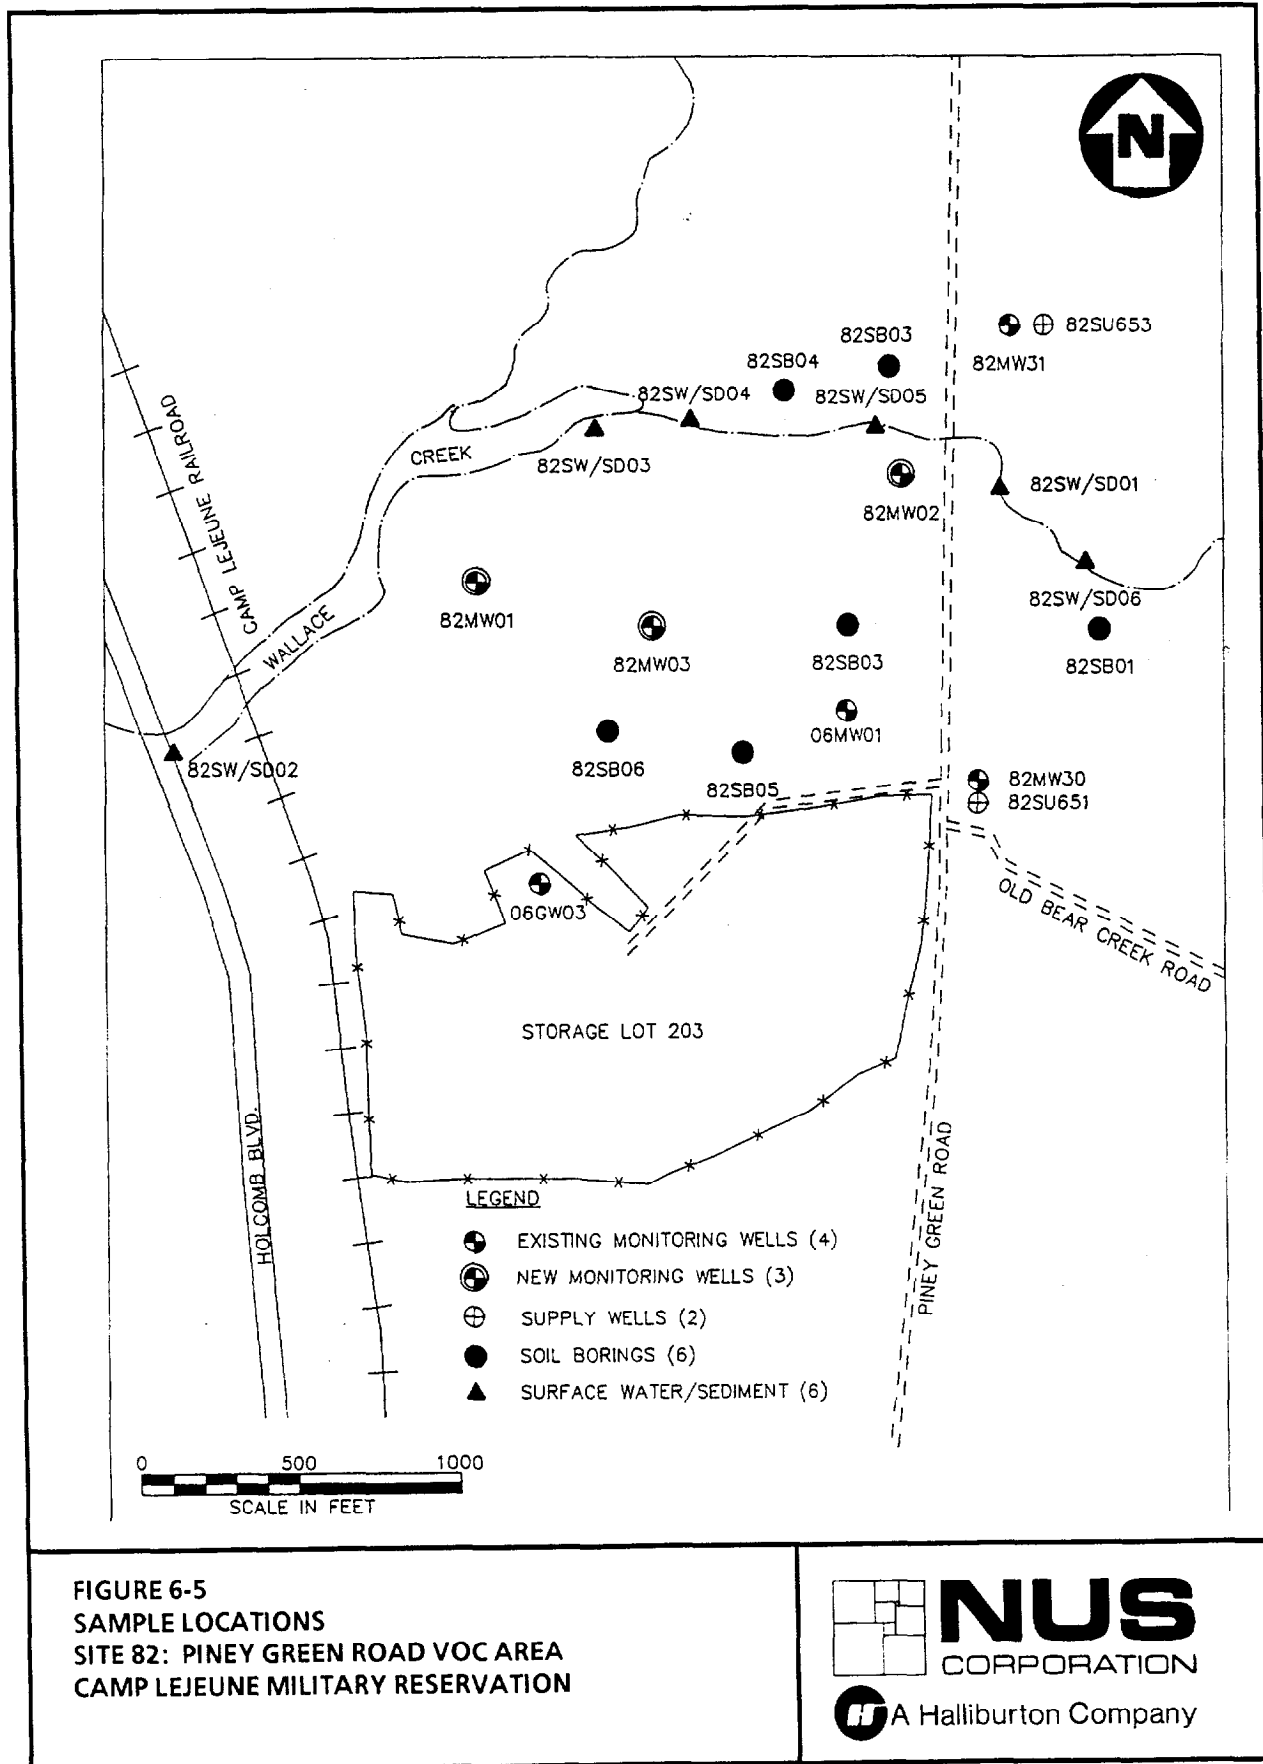 N
82SU653
82MW31
82SB03
82SB04
82SW/SD04
82SW/SD05
CREEK
82SW/SD03
82SW/SD01
82MW02
CAMP LEJEUNE RAILROAD
82MW01
WALLACE
82SW/SD06
82MW03
82SB03
82SB01
06MW01
82SW/SD02
82SB06
82SB05
82MW30
82SU651
06GW03
OLD BEAR CREEK ROAD
STORAGE LOT 203
HOLCOMB BLVD.
PINEY GREEN ROAD
LEGEND
EXISTING MONITORING WELLS (4)
NEW MONITORING WELLS (3)
SUPPLY WELLS (2)
SOIL BORINGS (6)
SURFACE WATER/SEDIMENT (6)
0 500 1000
SCALE IN FEET
FIGURE 6-5
SAMPLE LOCATIONS
SITE 82: PINEY GREEN ROAD VOC AREA
CAMP LEJEUNE MILITARY RESERVATION
NUS
CORPORATION
A Halliburton Company